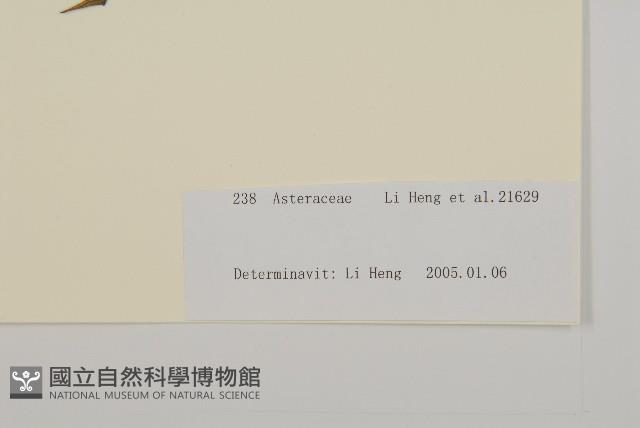 238 Asteraceae Li Heng et al.21629
Determinavit: Li Heng 2005.01.06
國立自然科學博物館
NATIONAL MUSEUM OF NATURAL SCIENCE